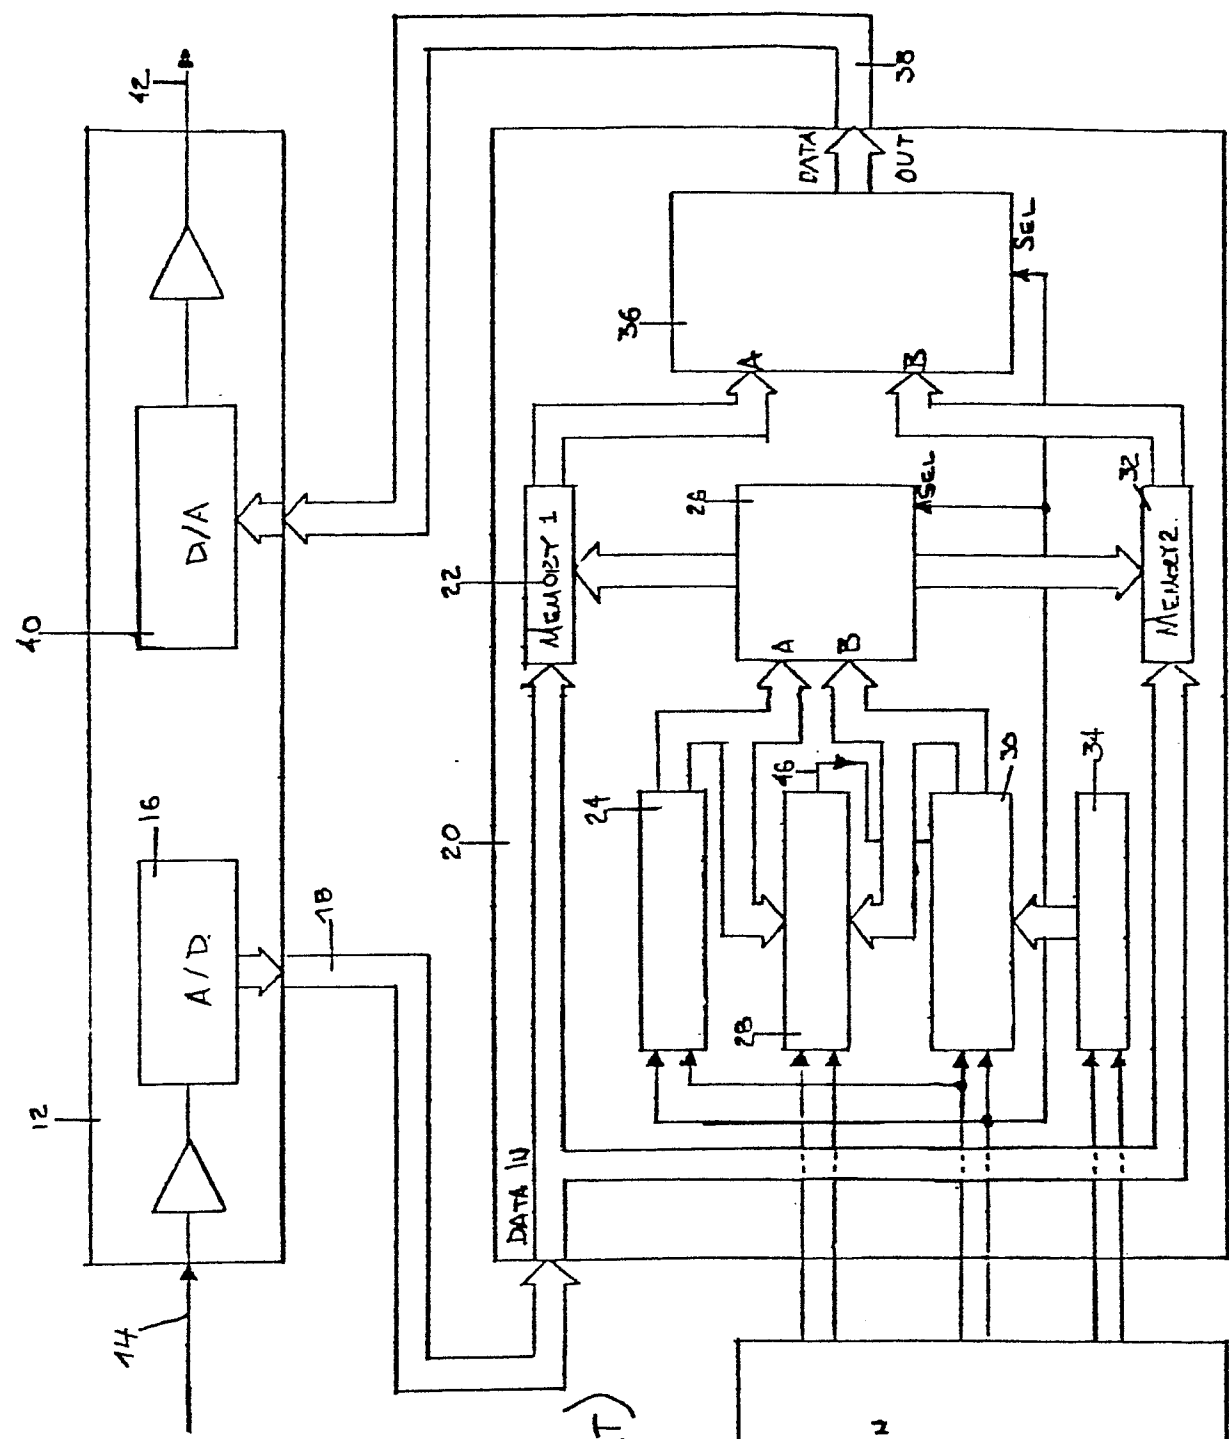 14
12
16
A/D.
18
40
D/A
42
DATA IN
20
22
MEMORY 1
24
28
46
30
34
A
B
26
SEL
32
MEMORY 2.
36
A
B
SEL
DATA
OUT
38
T)